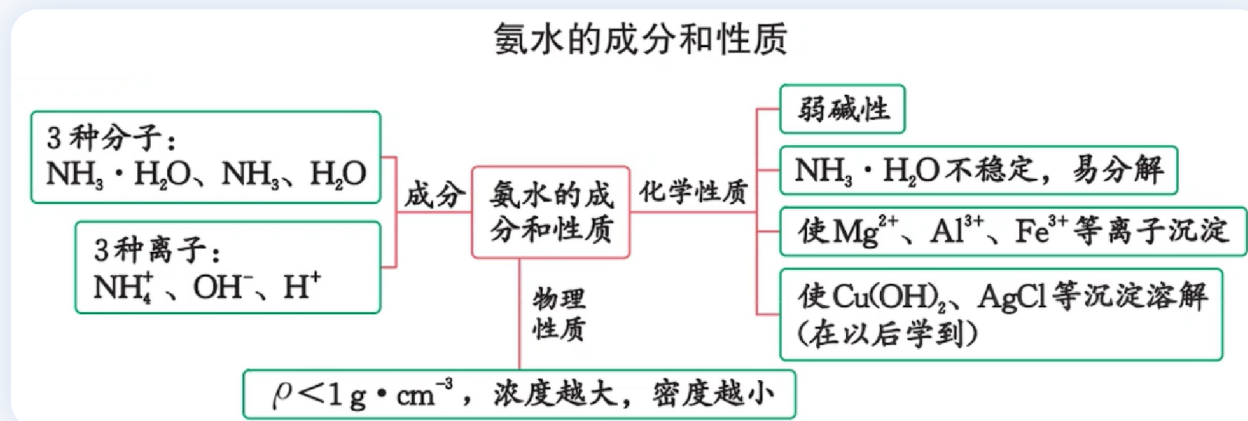 氨水的成分和性质
3 种分子：
NH₃·H₂O、NH₃、H₂O
3种离子：
NH₄⁺、OH⁻、H⁺
成分
氨水的成
分和性质
化学性质
物理
性质
弱碱性
NH₃·H₂O不稳定，易分解
使Mg²⁺、Al³⁺、Fe³⁺等离子沉淀
使Cu(OH)₂、AgCl等沉淀溶解
(在以后学到)
ρ<1 g·cm⁻³，浓度越大，密度越小